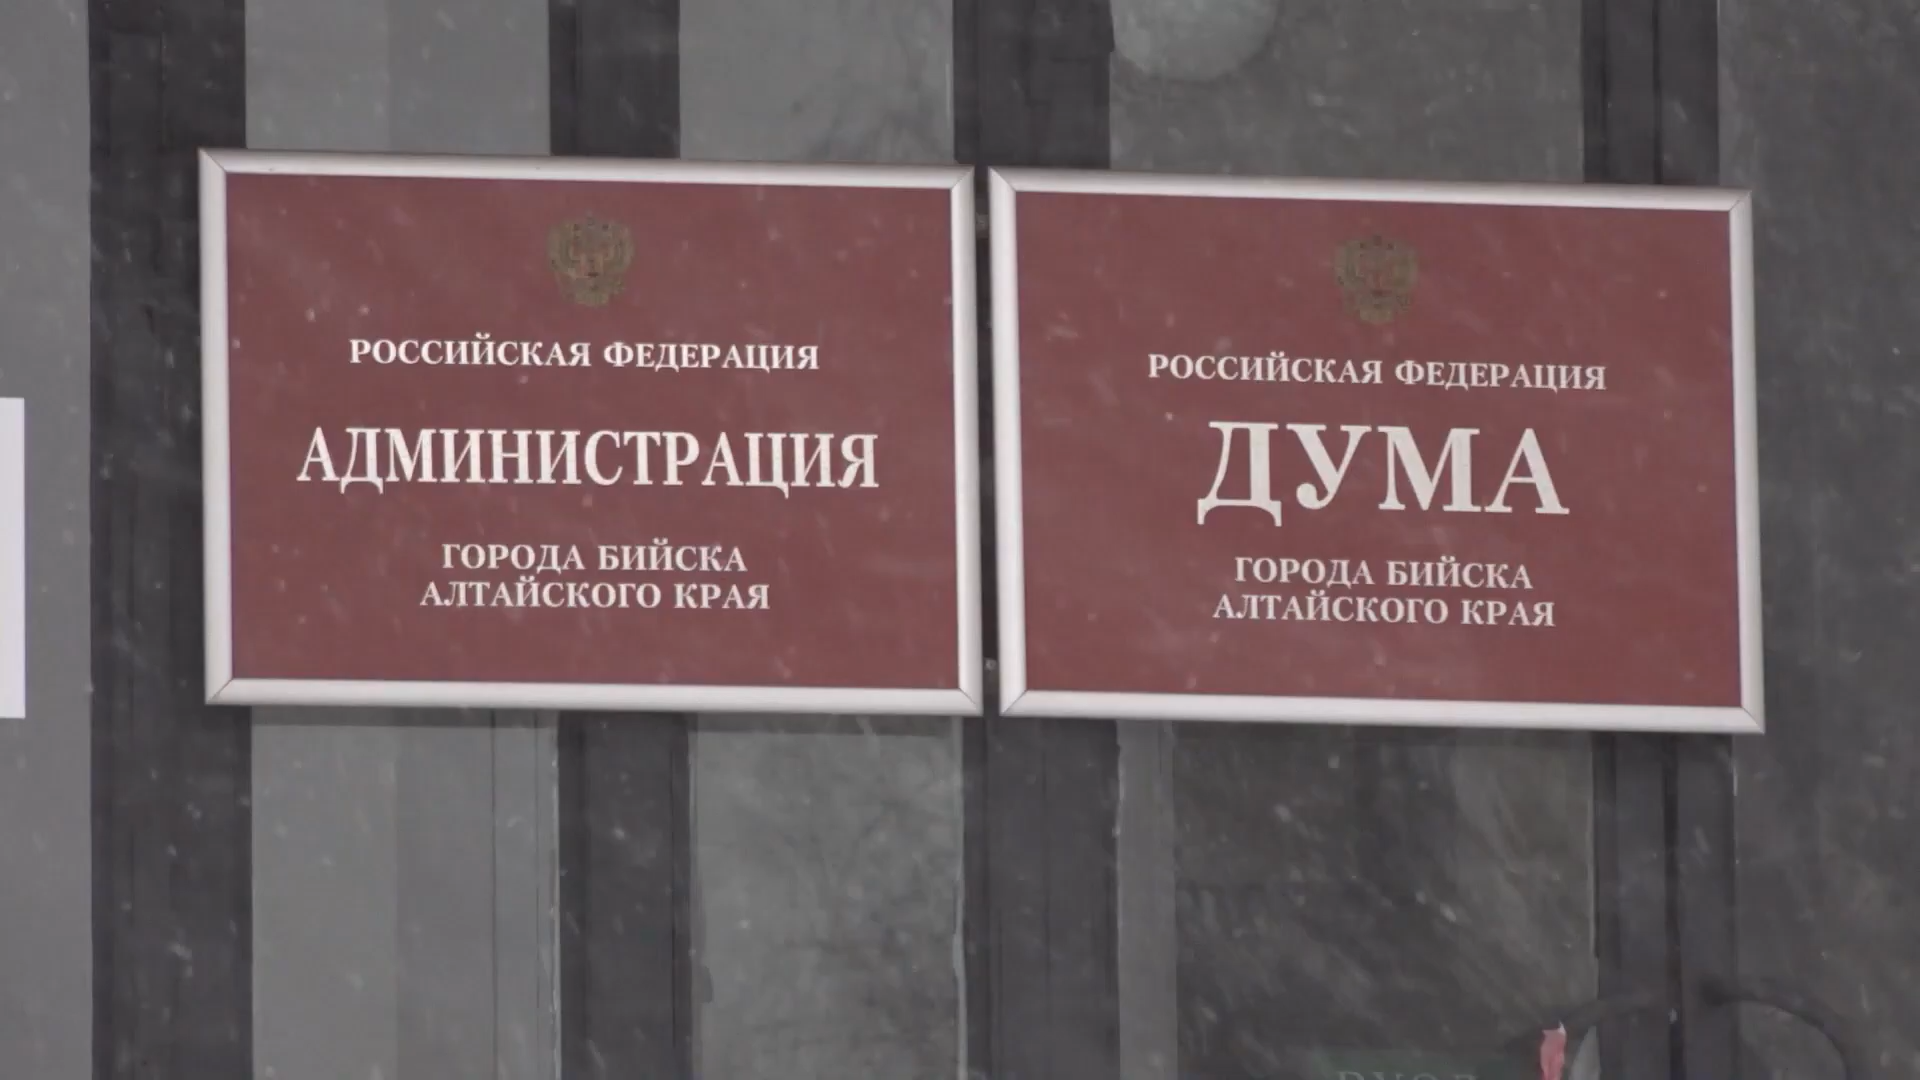 РОССИЙСКАЯ ФЕДЕРАЦИЯ
АДМИНИСТРАЦИЯ
ГОРОДА БИЙСКА
АЛТАЙСКОГО КРАЯ
РОССИЙСКАЯ ФЕДЕРАЦИЯ
ДУМА
ГОРОДА БИЙСКА
АЛТАЙСКОГО КРАЯ